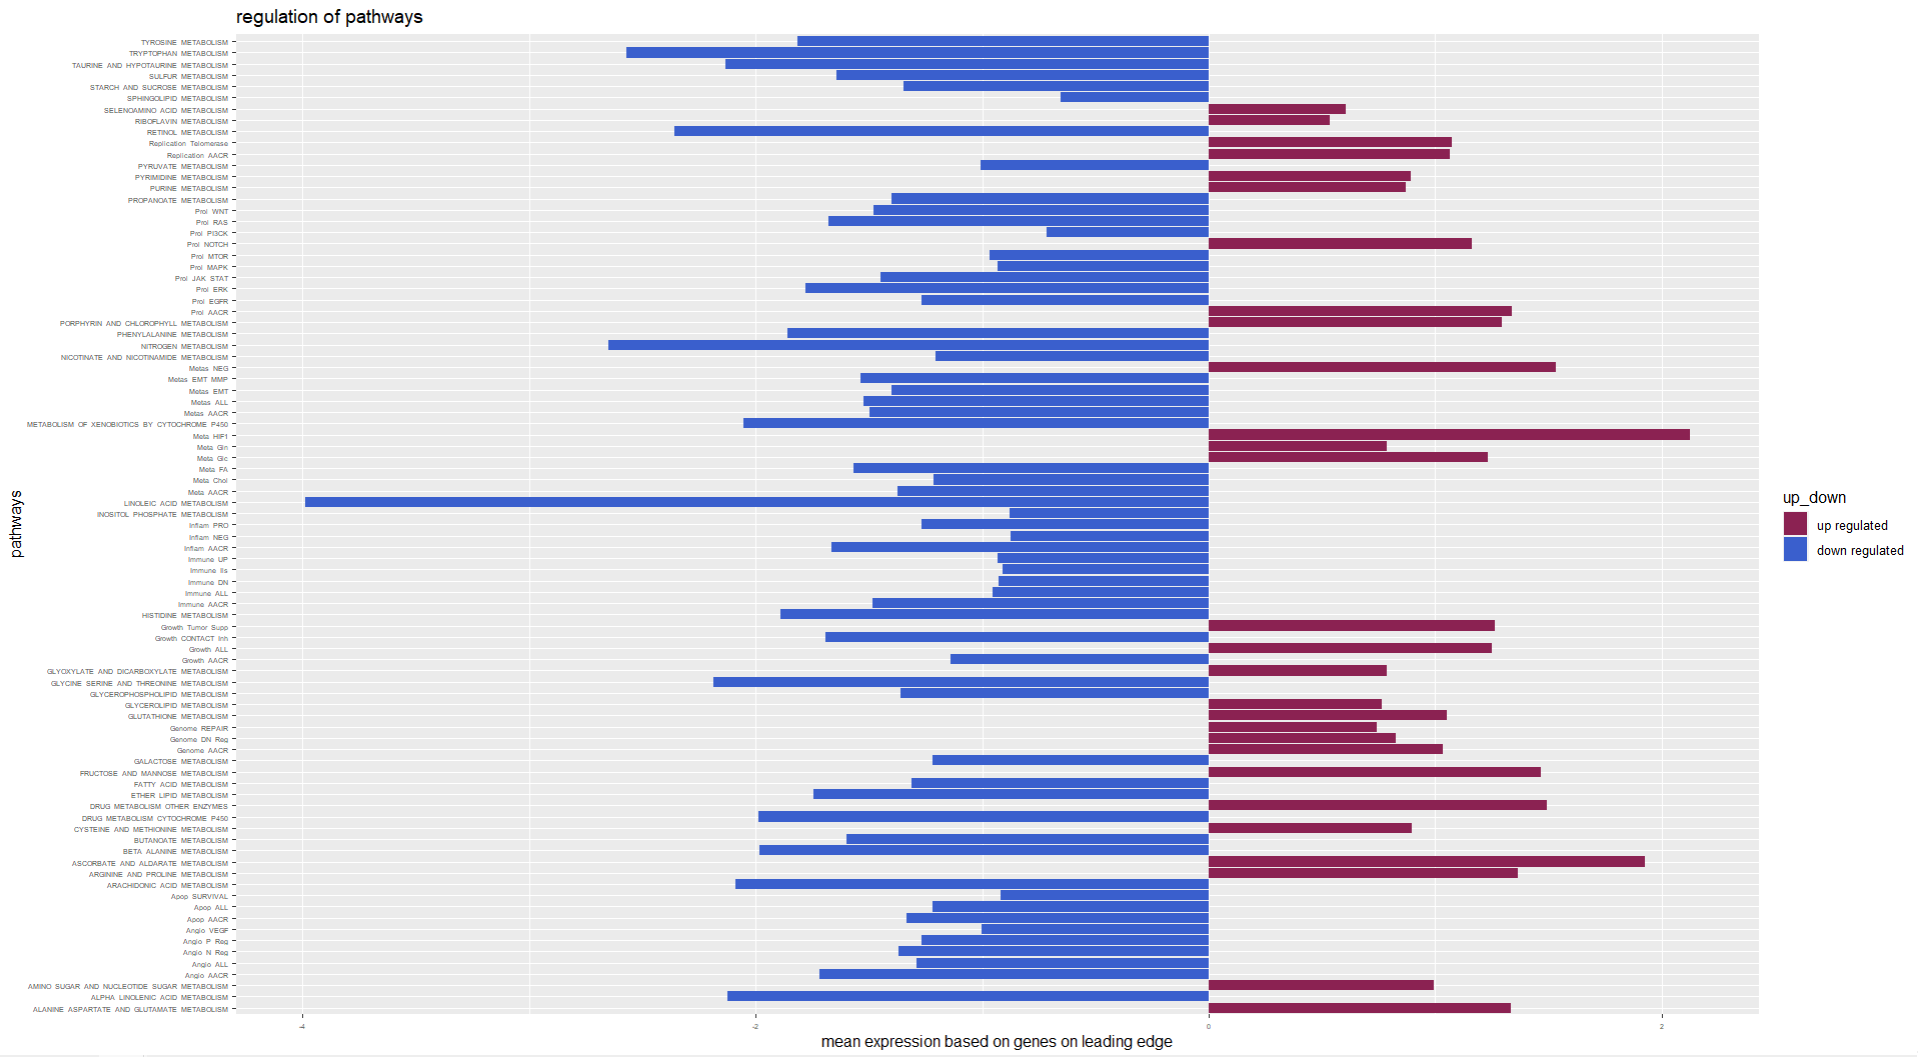 regulation of pathways
TYROSINE METABOLISM
TRYPTOPHAN METABOLISM
TAURINE AND HYPOTAURINE METABOLISM
SULFUR METABOLISM
STARCH AND SUCROSE METABOLISM
SPHINGOLIPID METABOLISM
SELENOAMINO ACID METABOLISM
RIBOFLAVIN METABOLISM
RETINOL METABOLISM
Replication Telomerase
Replication AACR
PYRUVATE METABOLISM
PYRIMIDINE METABOLISM
PURINE METABOLISM
PROPANOATE METABOLISM
Prol WNT
Prol RAS
Prol PI3CK
Prol NOTCH
Prol MTOR
Prol MAPK
Prol JAK STAT
Prol ERK
Prol EGFR
Prol AACR
PORPHYRIN AND CHLOROPHYLL METABOLISM
PHENYLALANINE METABOLISM
NITROGEN METABOLISM
NICOTINATE AND NICOTINAMIDE METABOLISM
Metas NEG
Metas EMT MMP
Metas EMT
Metas ALL
Metas AACR
METABOLISM OF XENOBIOTICS BY CYTOCHROME P450
Meta HIF1
Meta Gln
Meta Glc
Meta FA
Meta Chol
Meta AACR
LINOLEIC ACID METABOLISM
INOSITOL PHOSPHATE METABOLISM
Inflam PRO
Inflam NEG
Inflam AACR
Immune UP
Immune Ils
Immune DN
Immune ALL
Immune AACR
HISTIDINE METABOLISM
Growth Tumor Supp
Growth CONTACT Inh
Growth ALL
Growth AACR
GLYOXYLATE AND DICARBOXYLATE METABOLISM
GLYCINE SERINE AND THREONINE METABOLISM
GLYCEROPHOSPHOLIPID METABOLISM
GLYCEROLIPID METABOLISM
GLUTATHIONE METABOLISM
Genome REPAIR
Genome DN Reg
Genome AACR
GALACTOSE METABOLISM
FRUCTOSE AND MANNOSE METABOLISM
FATTY ACID METABOLISM
ETHER LIPID METABOLISM
DRUG METABOLISM OTHER ENZYMES
DRUG METABOLISM CYTOCHROME P450
CYSTEINE AND METHIONINE METABOLISM
BUTANOATE METABOLISM
BETA ALANINE METABOLISM
ASCORBATE AND ALDARATE METABOLISM
ARGININE AND PROLINE METABOLISM
ARACHIDONIC ACID METABOLISM
Apop SURVIVAL
Apop ALL
Apop AACR
Angio VEGF
Angio P Reg
Angio N Reg
Angio ALL
Angio AACR
AMINO SUGAR AND NUCLEOTIDE SUGAR METABOLISM
ALPHA LINOLENIC ACID METABOLISM
ALANINE ASPARTATE AND GLUTAMATE METABOLISM
pathways
-4 -2 0 2
mean expression based on genes on leading edge
up_down
up regulated
down regulated